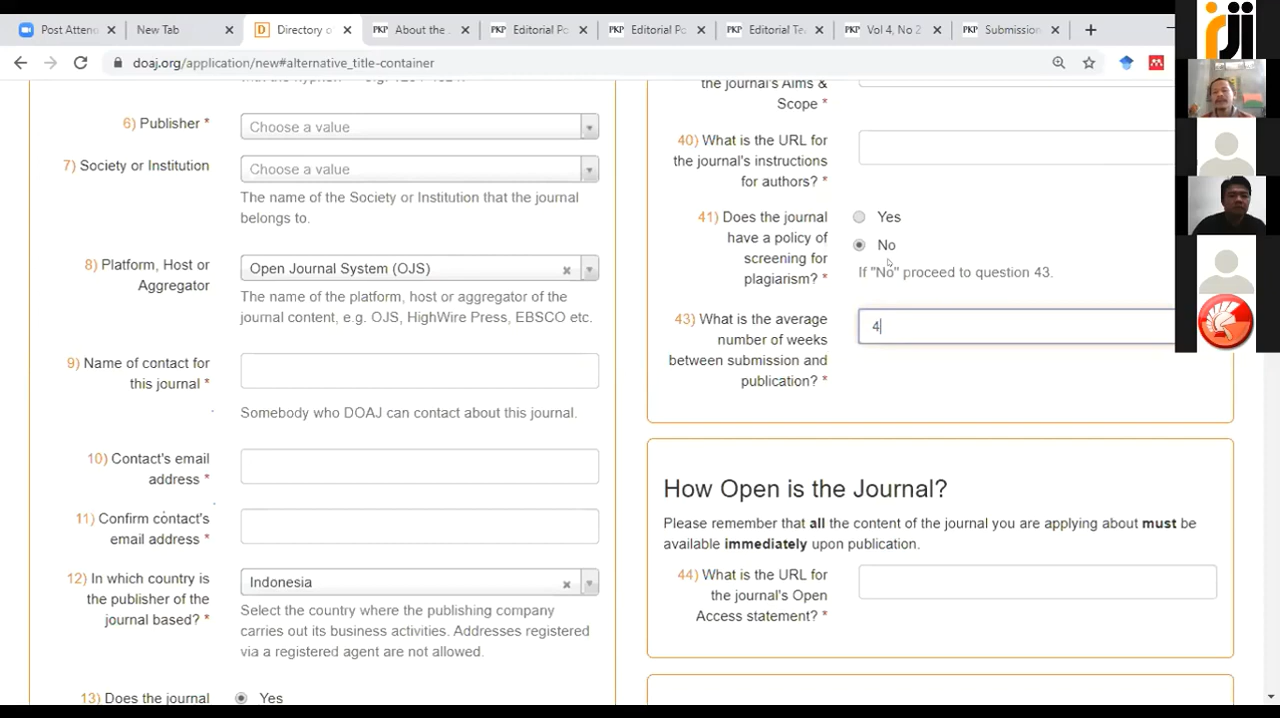 Post Atteno
New Tab
Directory o
PKP About the
PKP Editorial Po
PKP Editorial Po
PKP Editorial Te
PKP Vol 4, No 2
PKP Submission
doaj.org/application/new#alternative_title-container
6) Publisher *
Choose a value
7) Society or Institution
Choose a value
The name of the Society or Institution that the journal
belongs to.
8) Platform, Host or
Aggregator
Open Journal System (OJS)
The name of the platform, host or aggregator of the
journal content, e.g. OJS, HighWire Press, EBSCO etc.
9) Name of contact for
this journal *
Somebody who DOAJ can contact about this journal.
10) Contact's email
address *
11) Confirm contact's
email address *
12) In which country is
the publisher of the
journal based? *
Indonesia
Select the country where the publishing company
carries out its business activities. Addresses registered
via a registered agent are not allowed.
13) Does the journal
Yes
the journal's Aims &
Scope *
40) What is the URL for
the journal's instructions
for authors? *
41) Does the journal
have a policy of
screening for
plagiarism? *
Yes
No
If "No" proceed to question 43.
43) What is the average
number of weeks
between submission and
publication? *
4
How Open is the Journal?
Please remember that all the content of the journal you are applying about must be
available immediately upon publication.
44) What is the URL for
the journal's Open
Access statement? *
rji